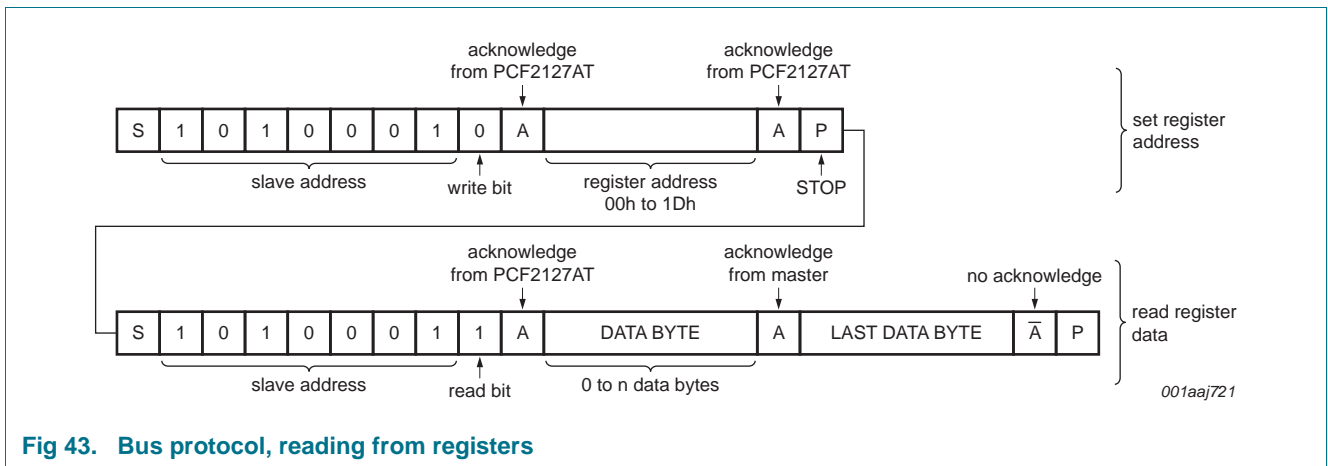 acknowledge
from PCF2127AT
acknowledge
from PCF2127AT
S 1 0 1 0 0 0 1 0 A A P
set register
address
slave address
write bit
register address
00h to 1Dh
STOP
acknowledge
from PCF2127AT
acknowledge
from master
no acknowledge
S 1 0 1 0 0 0 1 1 A DATA BYTE A LAST DATA BYTE A̅ P
read register
data
slave address
read bit
0 to n data bytes
001aaj721
Fig 43. Bus protocol, reading from registers